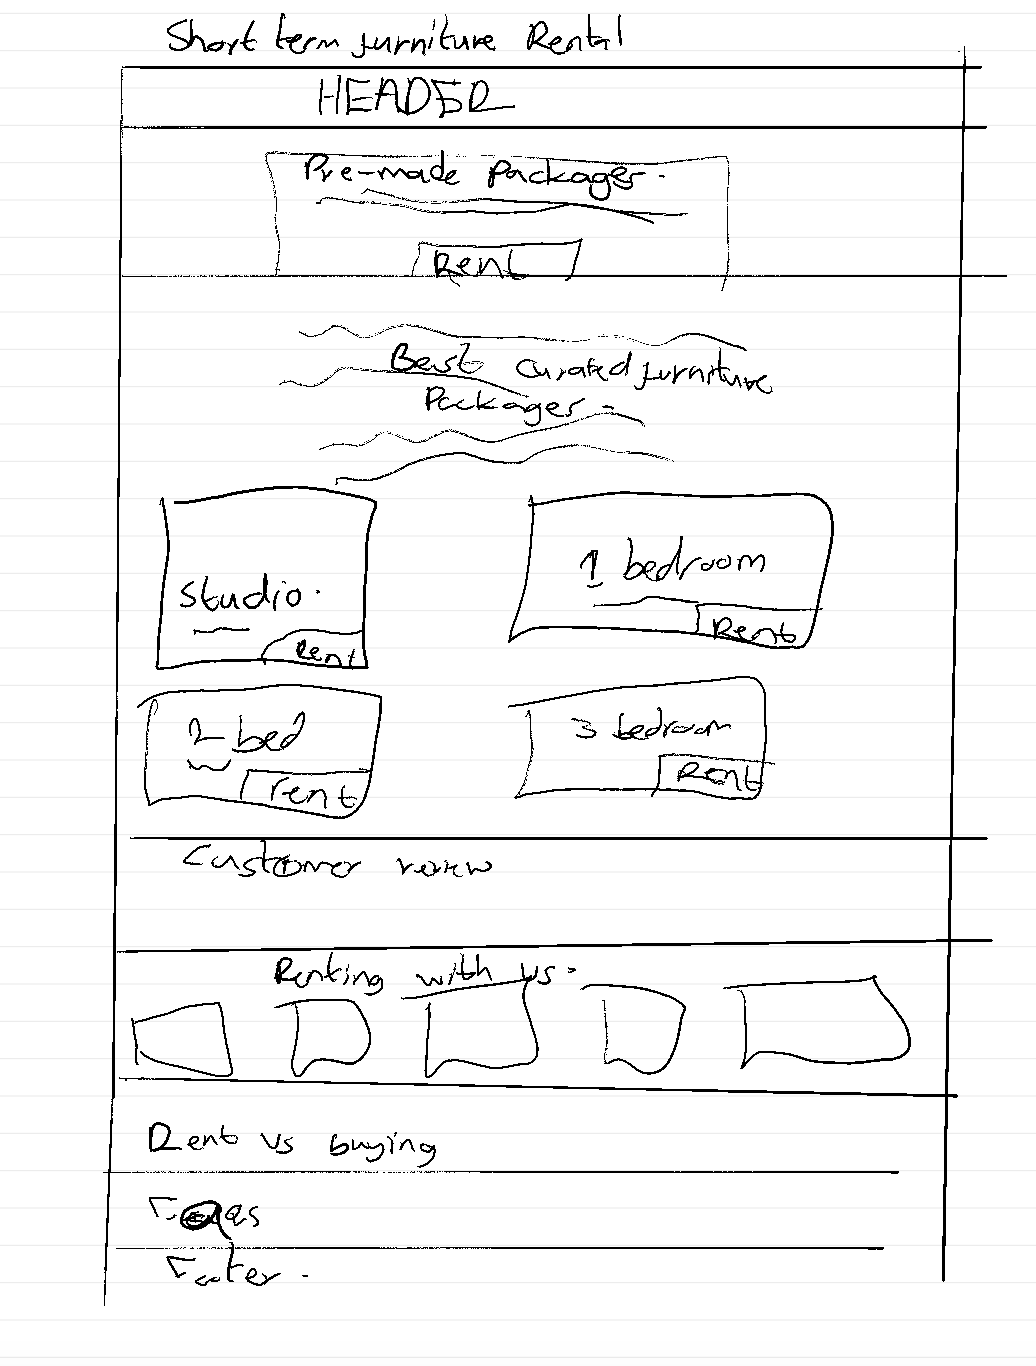 Short term furniture Rental
HEADER
Pre-made Packages.
Rent
Best curated furniture
Packages.
Studio.
Rent
1 bedroom
Rent
2 bed
rent
3 bedroom
Rent
Customer review
Renting with us.
Rent vs buying
Faqs
Footer.